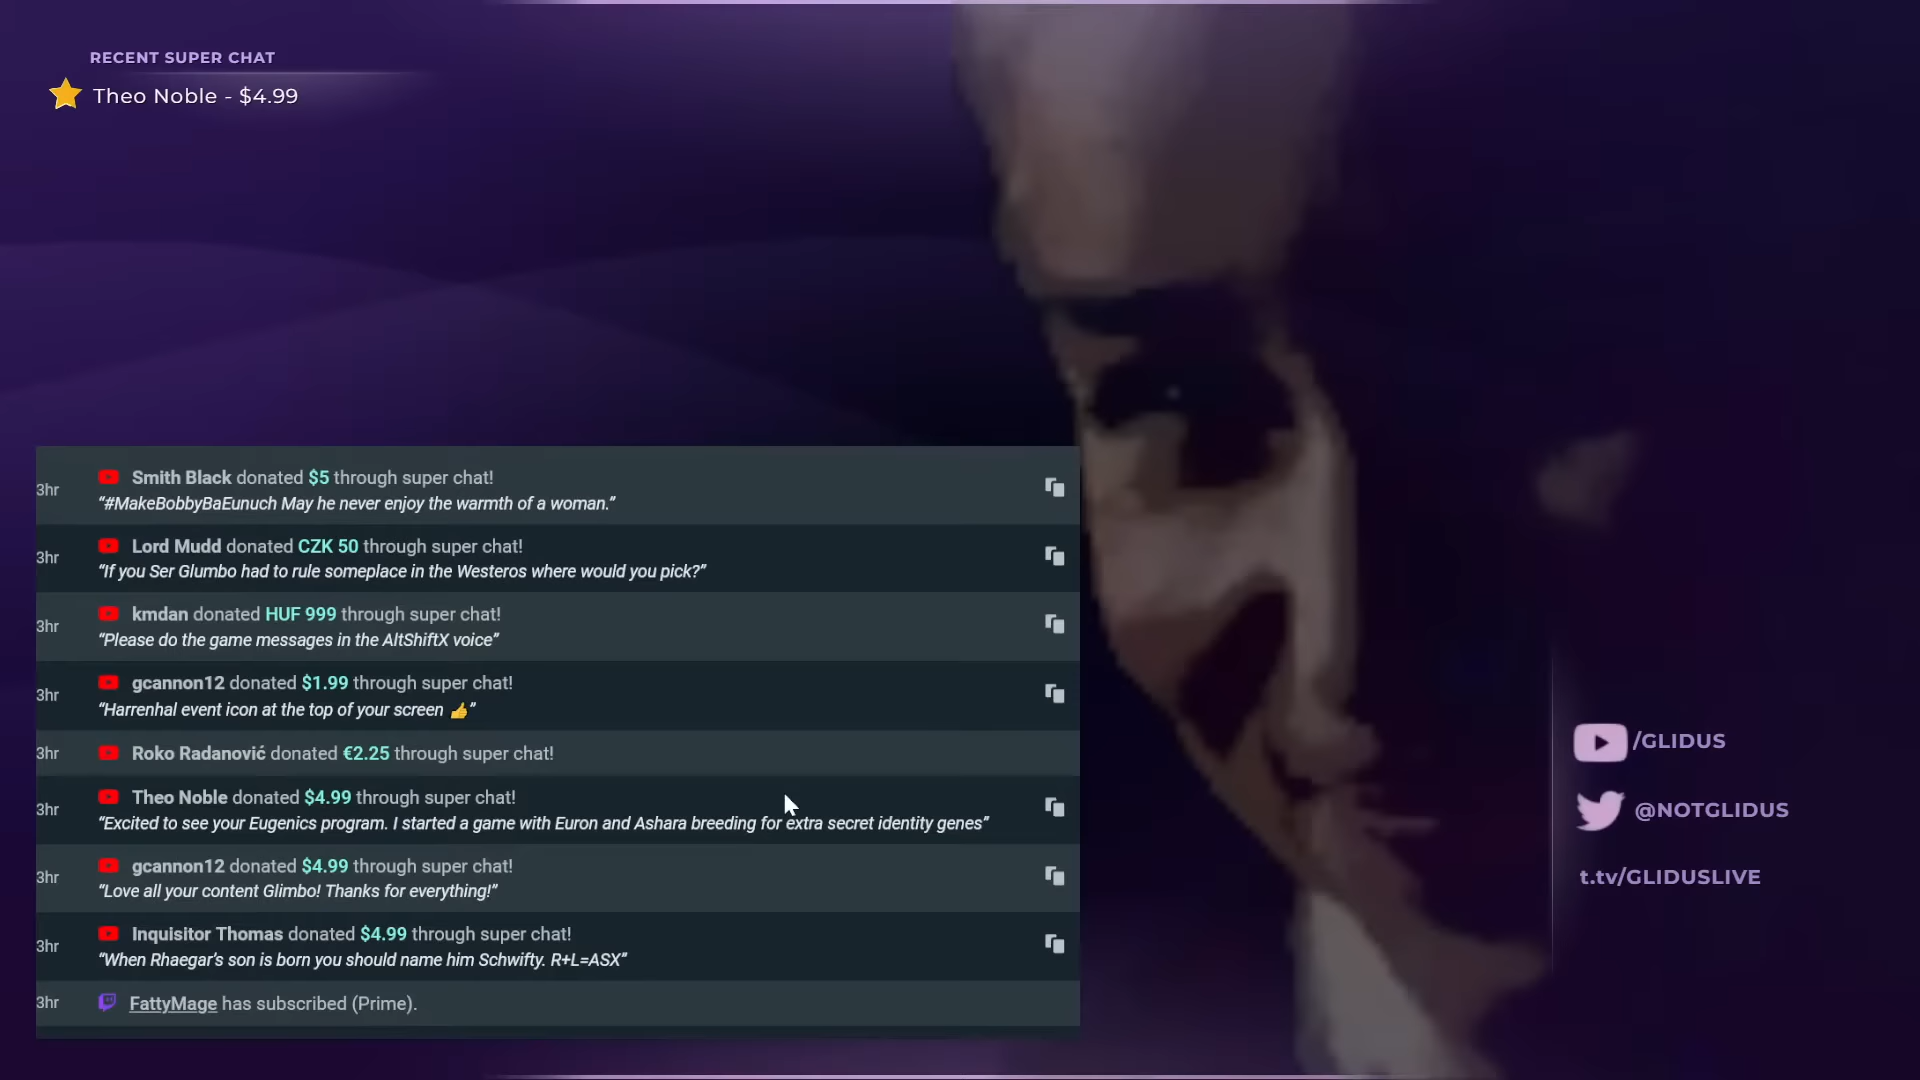 RECENT SUPER CHAT
Theo Noble - $4.99
3hr Smith Black donated $5 through super chat!
“#MakeBobbyBaEunuch May he never enjoy the warmth of a woman.”
3hr Lord Mudd donated CZK 50 through super chat!
“If you Ser Glumbo had to rule someplace in the Westeros where would you pick?”
3hr kmdan donated HUF 999 through super chat!
“Please do the game messages in the AltShiftX voice”
3hr gcannon12 donated $1.99 through super chat!
“Harrenhal event icon at the top of your screen 👍”
3hr Roko Radanović donated €2.25 through super chat!
3hr Theo Noble donated $4.99 through super chat!
“Excited to see your Eugenics program. I started a game with Euron and Ashara breeding for extra secret identity genes”
3hr gcannon12 donated $4.99 through super chat!
“Love all your content Glimbo! Thanks for everything!”
3hr Inquisitor Thomas donated $4.99 through super chat!
“When Rhaegar’s son is born you should name him Schwifty. R+L=ASX”
3hr FattyMage has subscribed (Prime).
/GLIDUS
@NOTGLIDUS
t.tv/GLIDUSLIVE